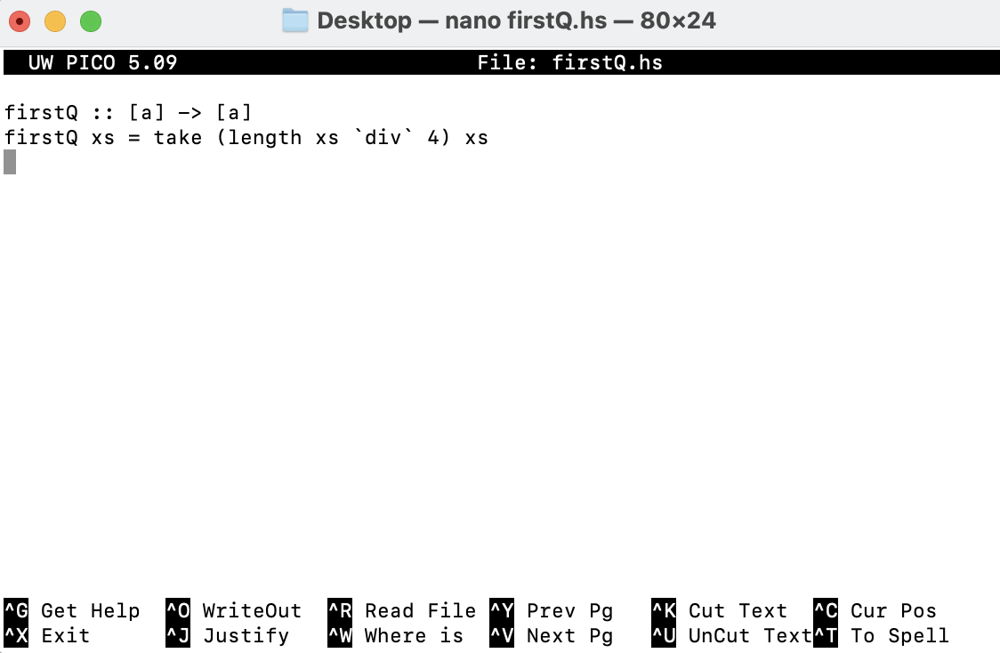 Desktop — nano firstQ.hs — 80×24
UW PICO 5.09 File: firstQ.hs
firstQ :: [a] -> [a]
firstQ xs = take (length xs `div` 4) xs
^G Get Help ^O WriteOut ^R Read File ^Y Prev Pg ^K Cut Text ^C Cur Pos
^X Exit ^J Justify ^W Where is ^V Next Pg ^U UnCut Text^T To Spell